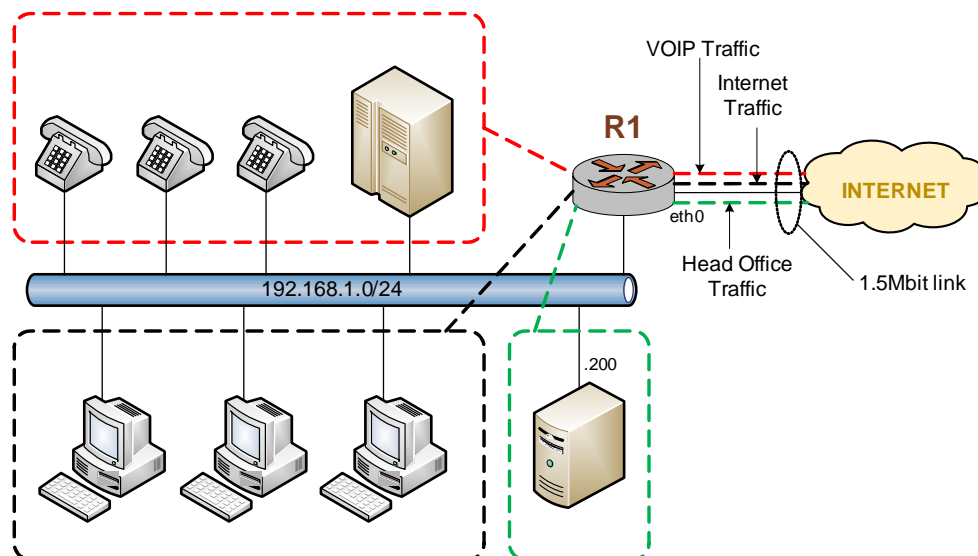 VOIP Traffic
Internet
Traffic
R1
INTERNET
eth0
Head Office
Traffic
1.5Mbit link
192.168.1.0/24
.200